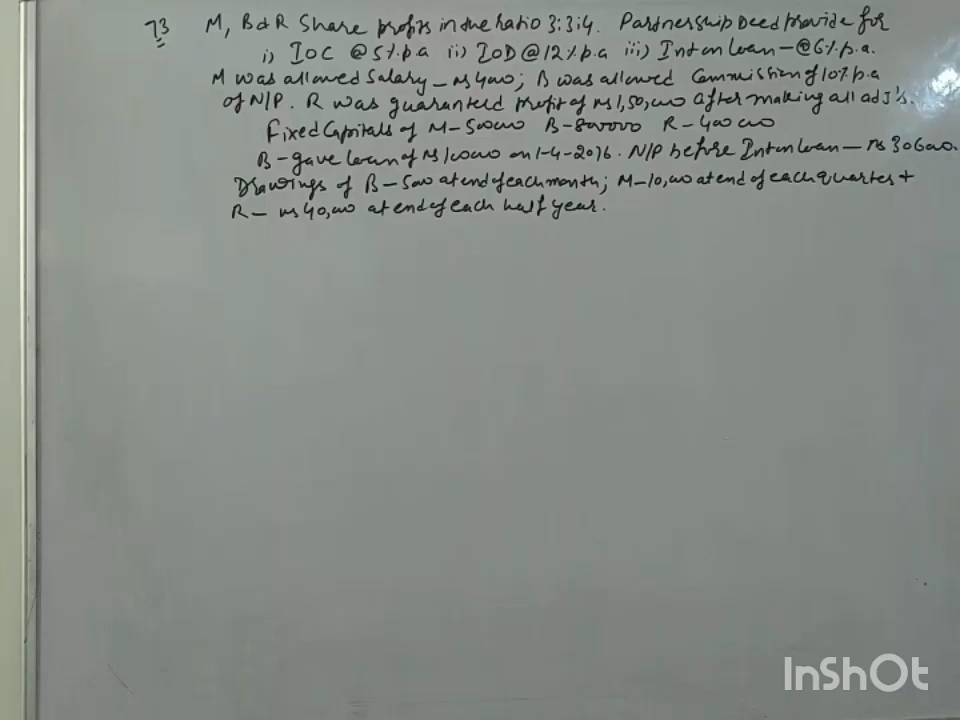 73 M, B & R Share profits in the ratio 3:3:4. Partnership Deed provide for
i) IOC @ 5% p.a ii) IOD @ 12% p.a iii) Int on loan - @ 6% p.a.
M was allowed Salary - Rs 4000; B was allowed Commission of 10% p.a
of N/P. R was guaranteed profit of Rs 1,50,000 after making all adj's.
Fixed Capitals of M - 500000 B - 800000 R - 400000
B - gave loan of Rs 100000 on 1-4-2016. N/P before Int on loan - Rs 306000.
Drawings of B - 5000 at end of each month; M - 10,000 at end of each quarter +
R - Rs 40,000 at end of each half year.
InShOt